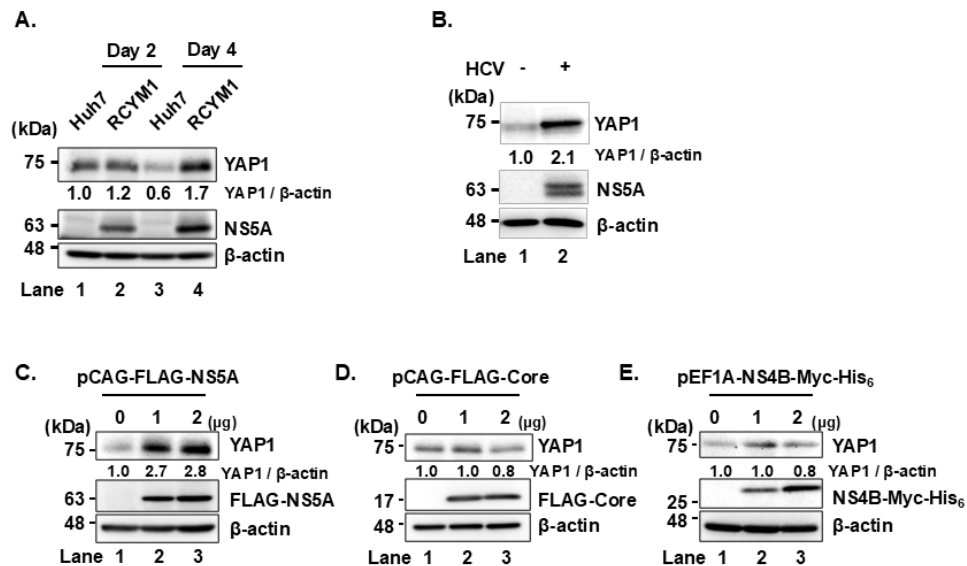 A.
Day 2 Day 4
Huh7 RCYM1 Huh7 RCYM1
(kDa)
75 YAP1
1.0 1.2 0.6 1.7 YAP1 / β-actin
63 NS5A
48 β-actin
Lane 1 2 3 4
B.
HCV - +
(kDa)
75 YAP1
1.0 2.1 YAP1 / β-actin
63 NS5A
48 β-actin
Lane 1 2
C.
pCAG-FLAG-NS5A
0 1 2 (μg)
(kDa)
75 YAP1
1.0 2.7 2.8 YAP1 / β-actin
63 FLAG-NS5A
48 β-actin
Lane 1 2 3
D.
pCAG-FLAG-Core
0 1 2 (μg)
(kDa)
75 YAP1
1.0 1.0 0.8 YAP1 / β-actin
17 FLAG-Core
48 β-actin
Lane 1 2 3
E.
pEF1A-NS4B-Myc-His₆
0 1 2 (μg)
(kDa)
75 YAP1
1.0 1.0 0.8 YAP1 / β-actin
25 NS4B-Myc-His₆
48 β-actin
Lane 1 2 3